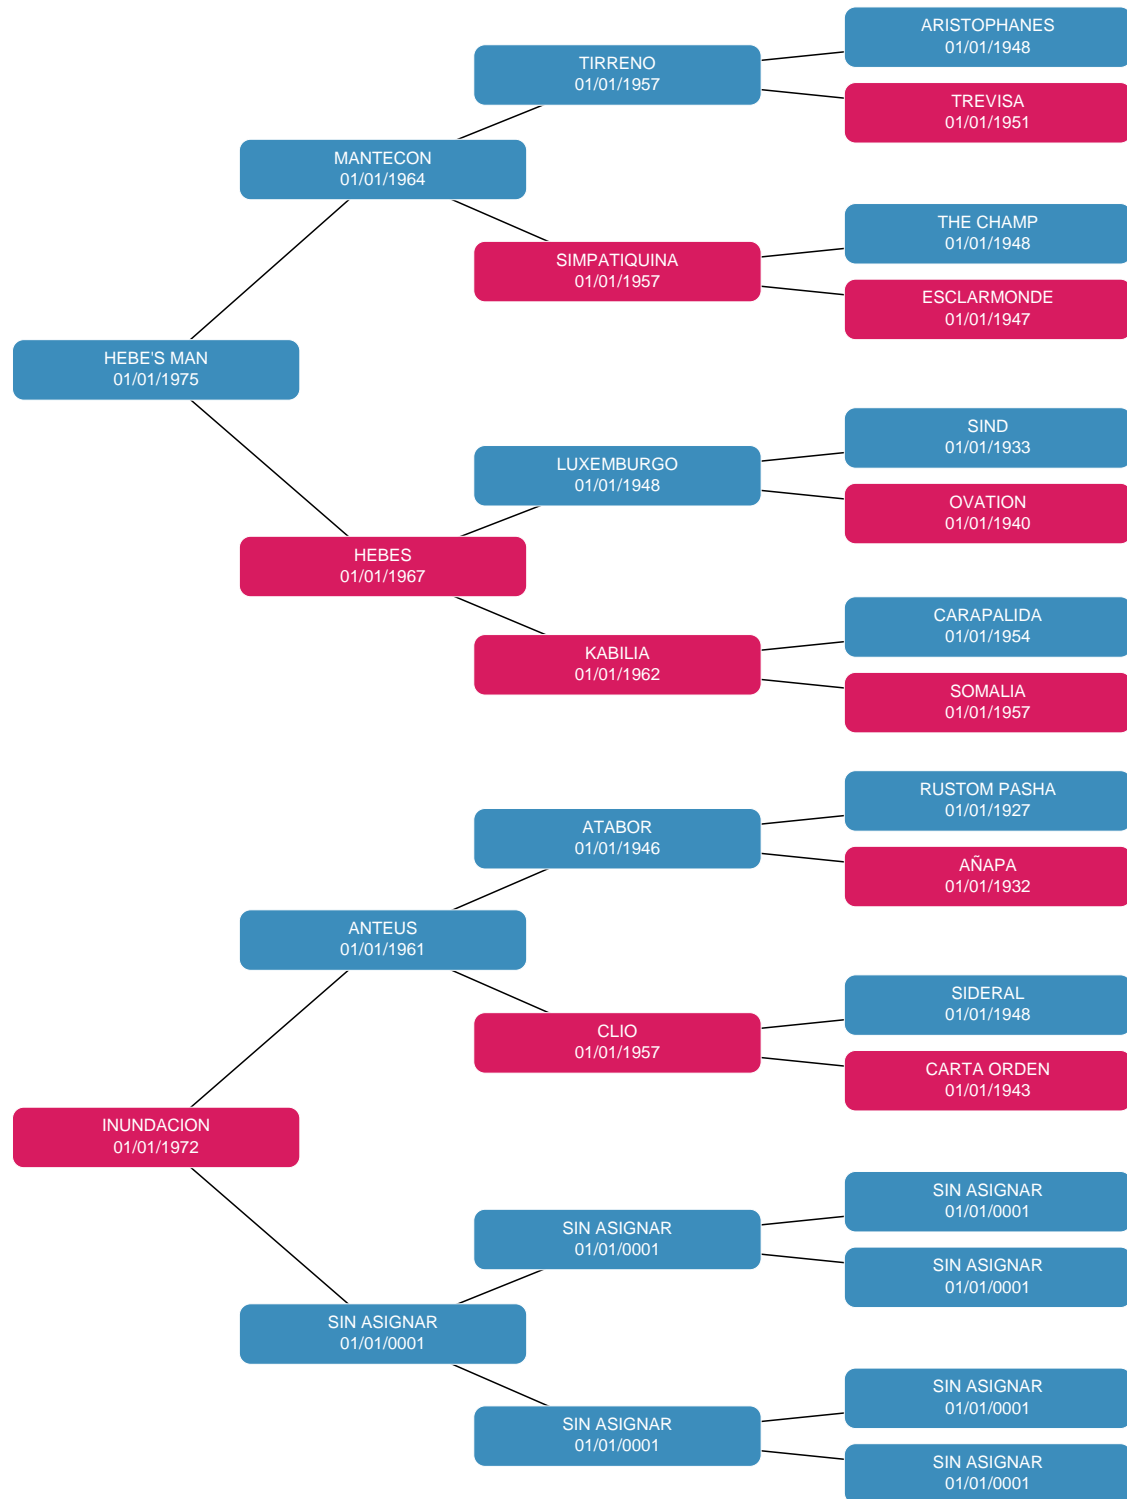 ARISTOPHANES
01/01/1948
TIRRENO
01/01/1957
TREVISA
01/01/1951
MANTECON
01/01/1964
THE CHAMP
01/01/1948
SIMPATIQUINA
01/01/1957
ESCLARMONDE
01/01/1947
HEBE'S MAN
01/01/1975
SIND
01/01/1933
LUXEMBURGO
01/01/1948
OVATION
01/01/1940
HEBES
01/01/1967
CARAPALIDA
01/01/1954
KABILIA
01/01/1962
SOMALIA
01/01/1957
RUSTOM PASHA
01/01/1927
ATABOR
01/01/1946
AÑAPA
01/01/1932
ANTEUS
01/01/1961
SIDERAL
01/01/1948
CLIO
01/01/1957
CARTA ORDEN
01/01/1943
INUNDACION
01/01/1972
SIN ASIGNAR
01/01/0001
SIN ASIGNAR
01/01/0001
SIN ASIGNAR
01/01/0001
SIN ASIGNAR
01/01/0001
SIN ASIGNAR
01/01/0001
SIN ASIGNAR
01/01/0001
SIN ASIGNAR
01/01/0001